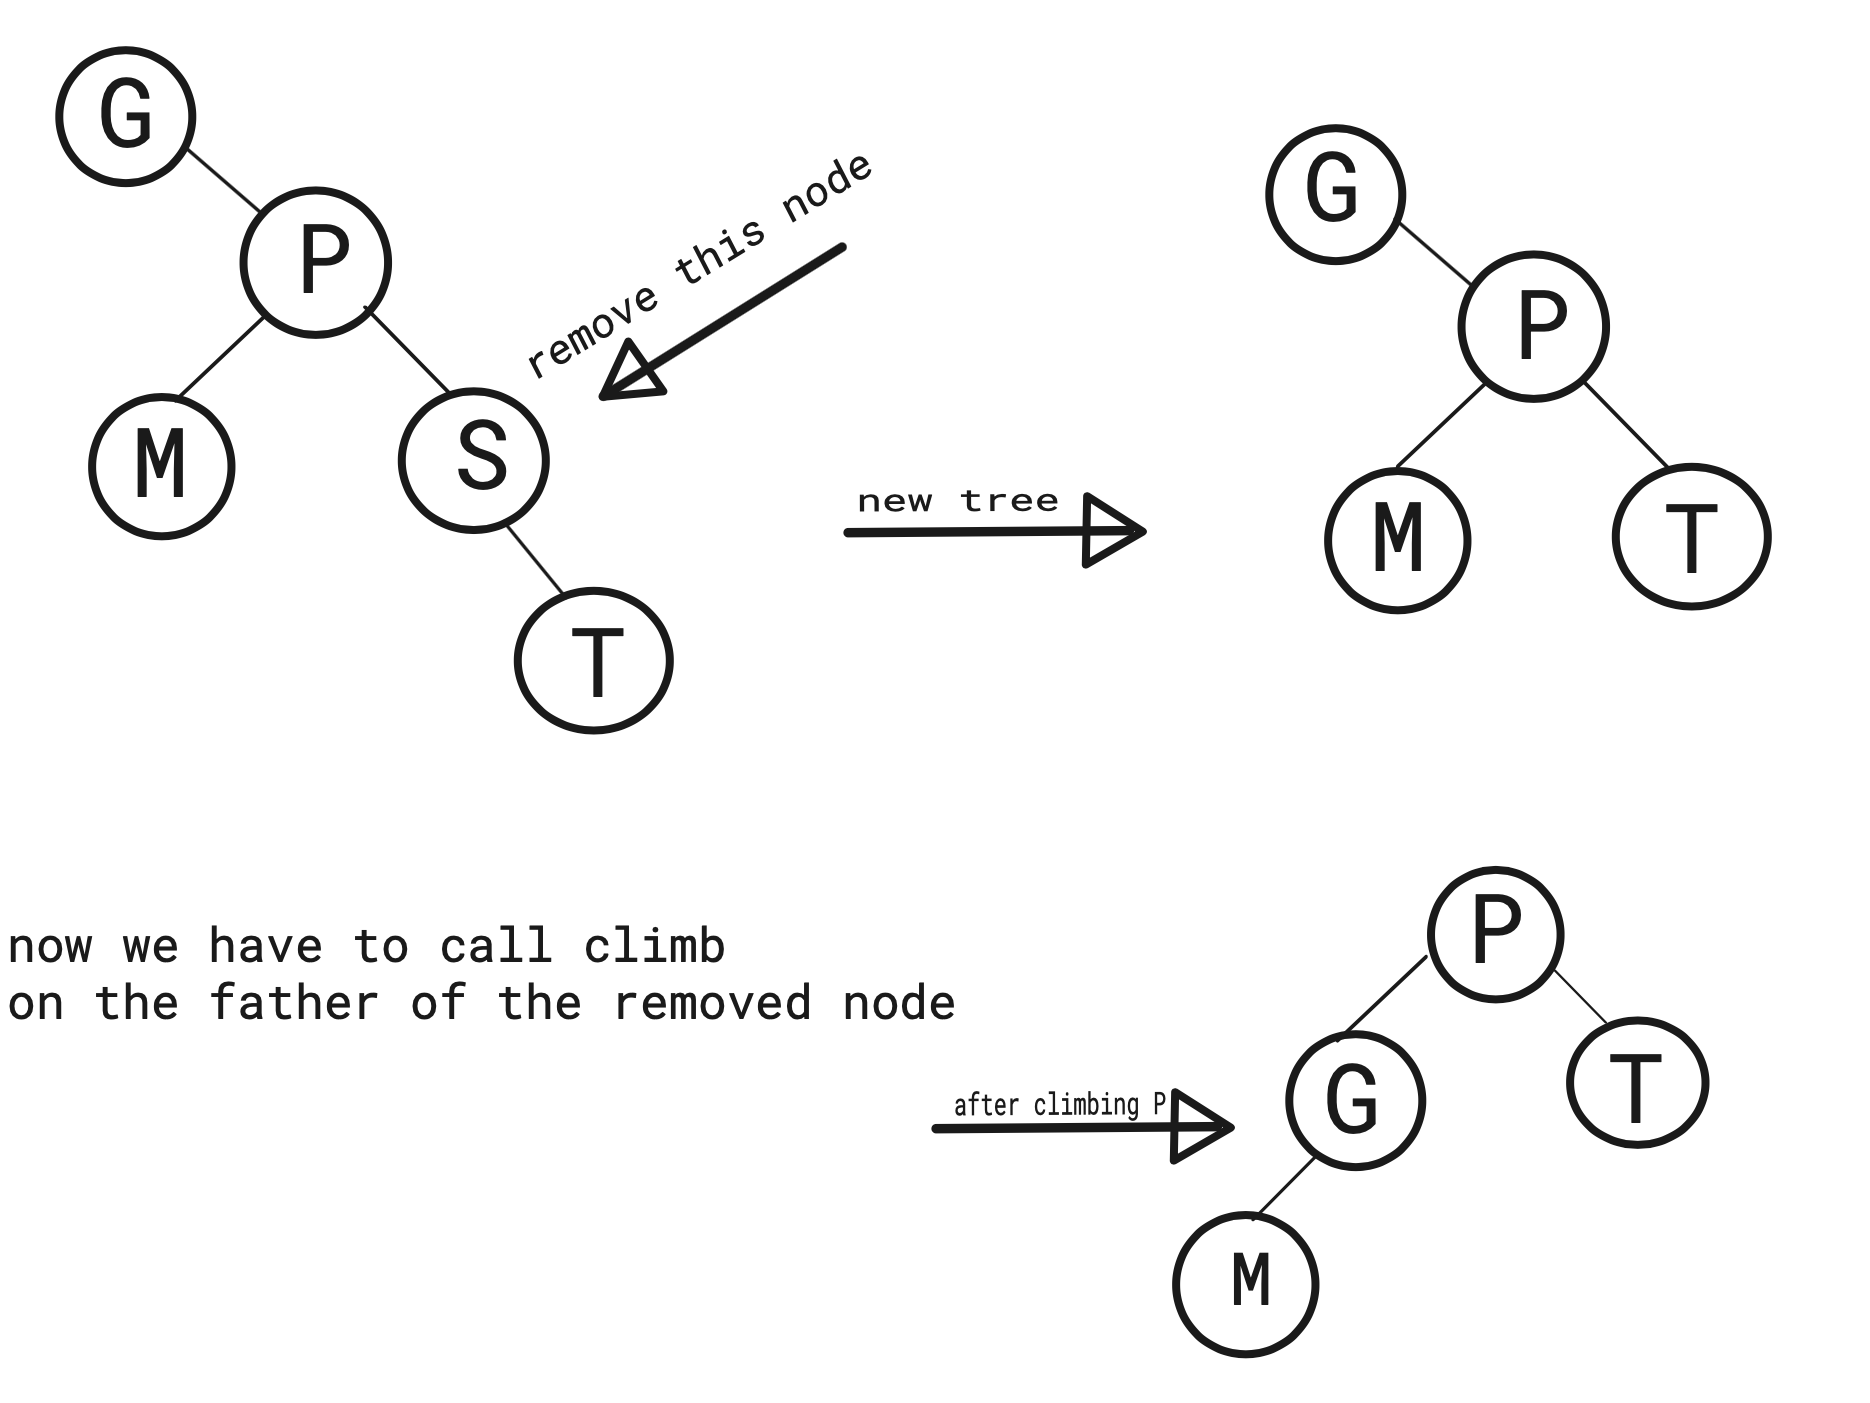 G
P
M
S
T
remove this node
new tree
G
P
M
T
now we have to call climb
on the father of the removed node
after climbing P
P
G
T
M